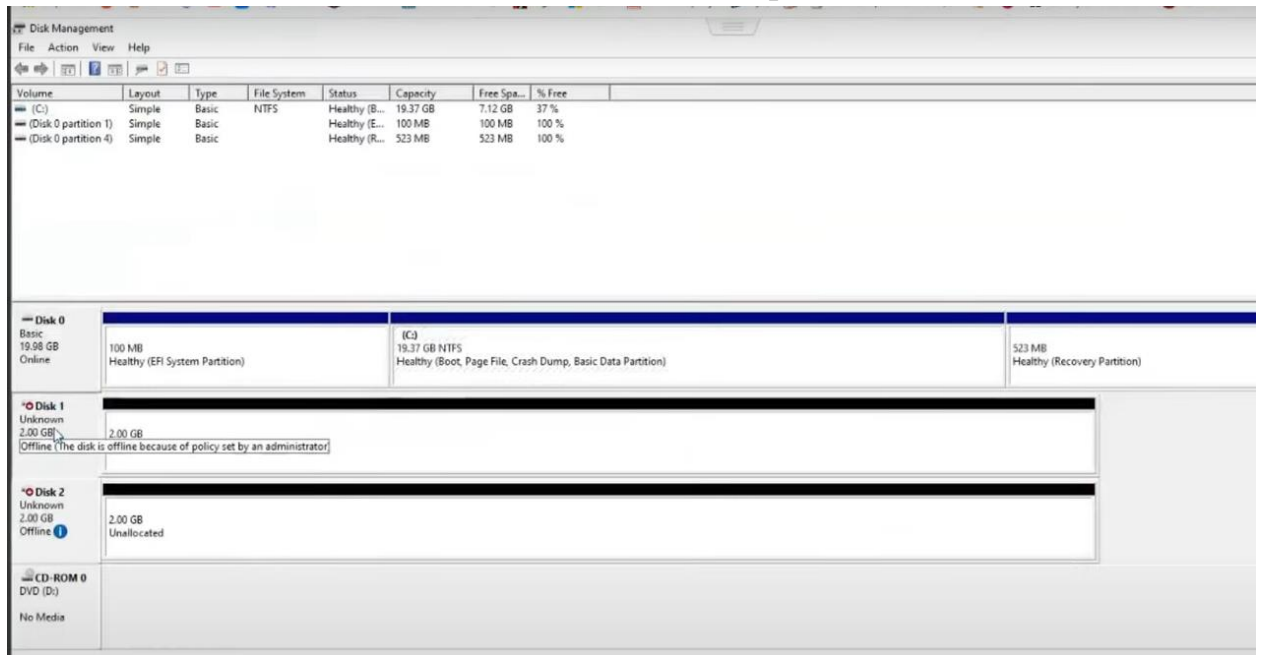 Disk Management
File Action View Help
Volume Layout Type File System Status Capacity Free Spa... % Free
(C:) Simple Basic NTFS Healthy (B... 19.37 GB 7.12 GB 37 %
(Disk 0 partition 1) Simple Basic Healthy (E... 100 MB 100 MB 100 %
(Disk 0 partition 4) Simple Basic Healthy (R... 523 MB 523 MB 100 %
Disk 0
Basic
19.98 GB
Online
100 MB
Healthy (EFI System Partition)
(C:)
19.37 GB NTFS
Healthy (Boot, Page File, Crash Dump, Basic Data Partition)
523 MB
Healthy (Recovery Partition)
Disk 1
Unknown
2.00 GB
2.00 GB
Offline (The disk is offline because of policy set by an administrator)
Disk 2
Unknown
2.00 GB
Offline
2.00 GB
Unallocated
CD-ROM 0
DVD (D:)
No Media